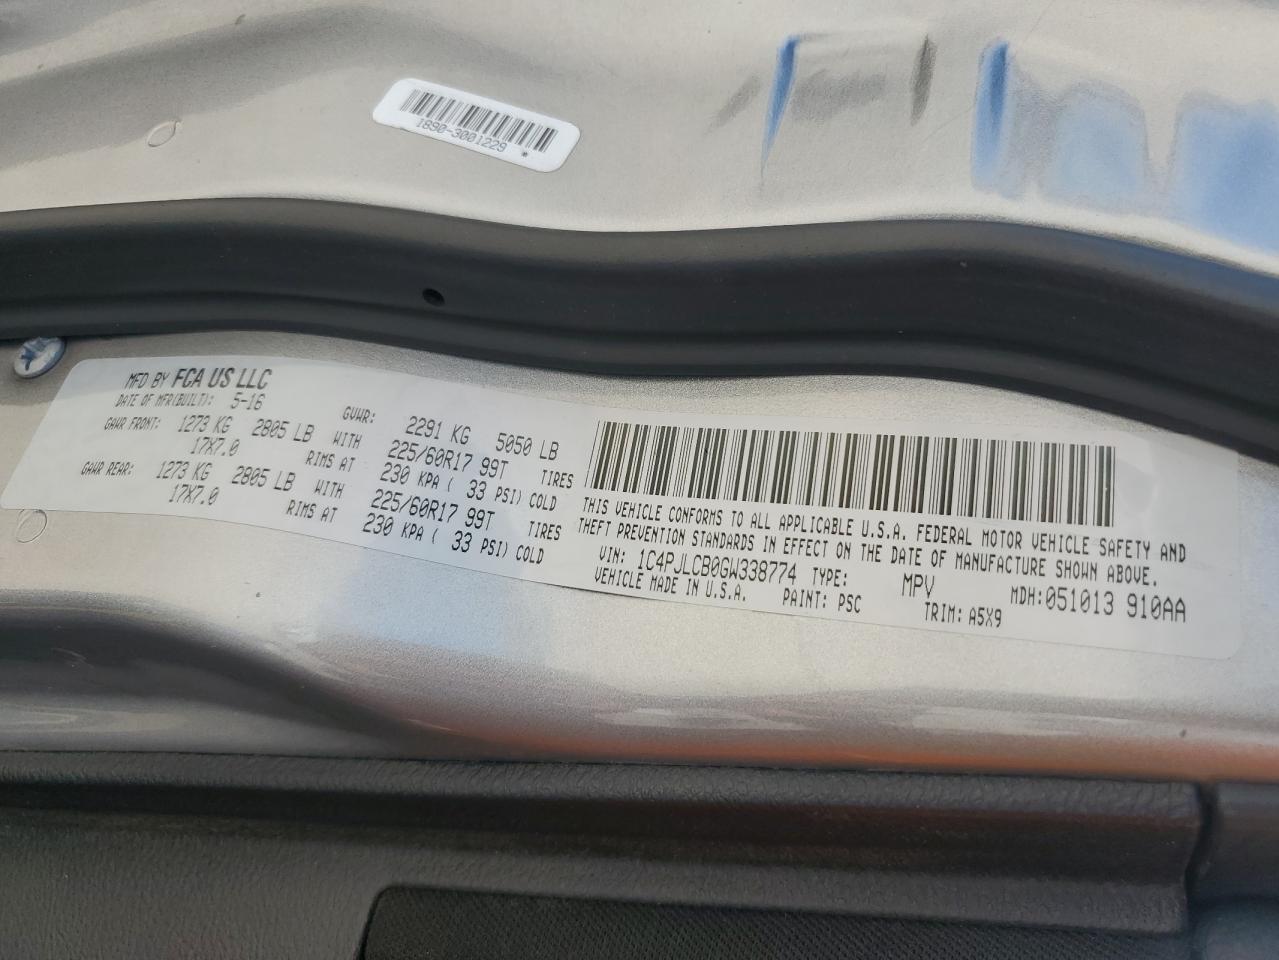 1890-3001229
*
MFD BY FCA US LLC
DATE OF MFR(BUILT): 5-16 GVWR: 2291 KG 5050 LB
GAWR FRONT: 1273 KG 2805 LB WITH 225/60R17 99T TIRES
17X7.0 RIMS AT 230 KPA ( 33 PSI) COLD
GAWR REAR: 1273 KG 2805 LB WITH 225/60R17 99T TIRES
17X7.0 RIMS AT 230 KPA ( 33 PSI) COLD
THIS VEHICLE CONFORMS TO ALL APPLICABLE U.S.A. FEDERAL MOTOR VEHICLE SAFETY AND
THEFT PREVENTION STANDARDS IN EFFECT ON THE DATE OF MANUFACTURE SHOWN ABOVE.
VIN: 1C4PJLCB0GW338774 TYPE: MPV MDH:051013 910AA
VEHICLE MADE IN U.S.A. PAINT: PSC TRIM: A5X9